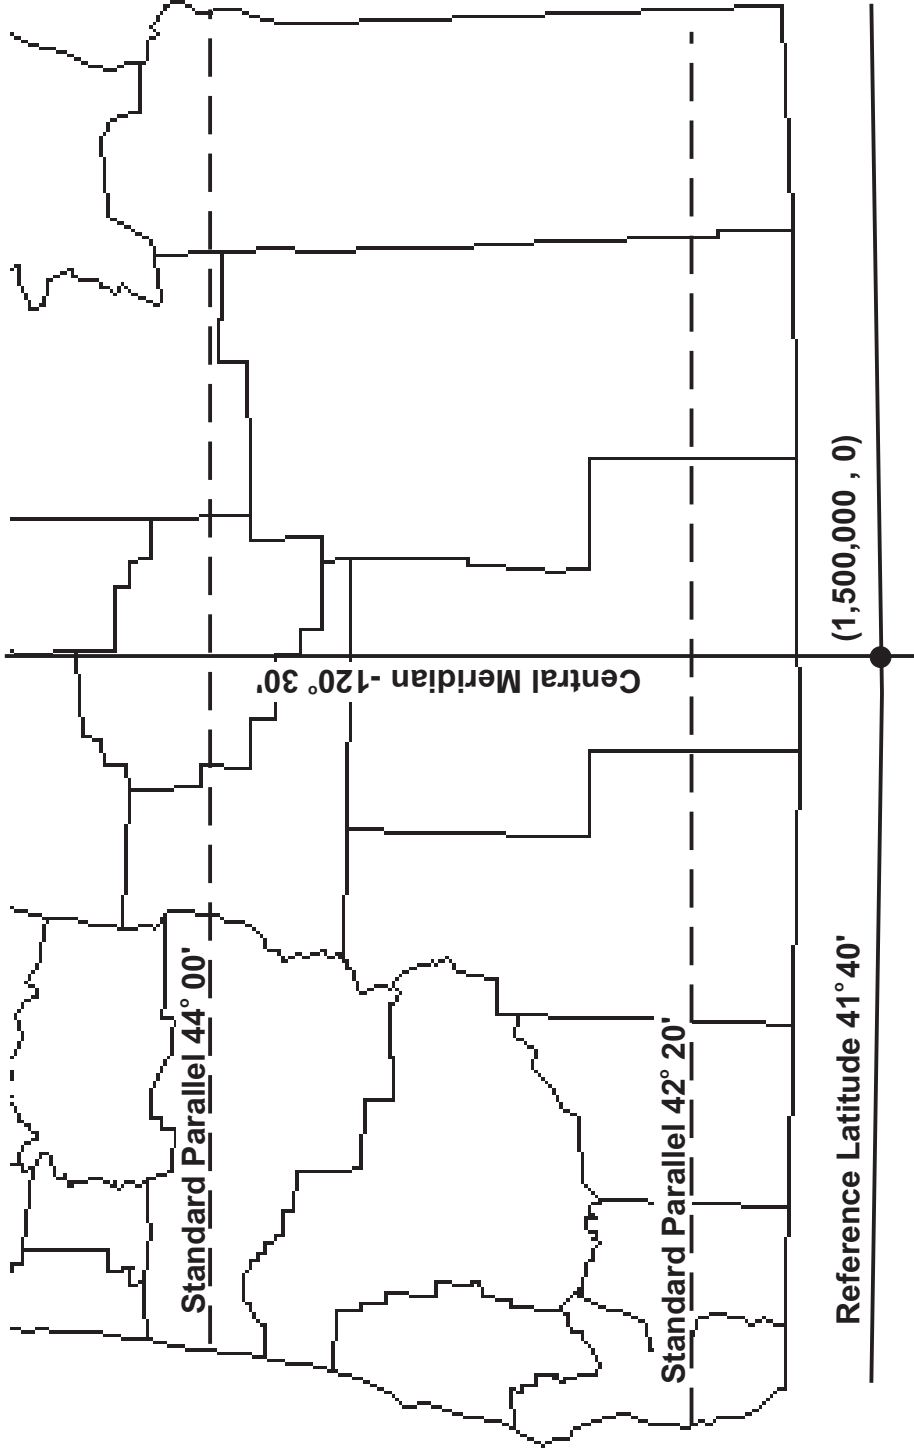 Standard Parallel 44° 00'
Central Meridian -120° 30'
Standard Parallel 42° 20'
Reference Latitude 41° 40'
(1,500,000 , 0)